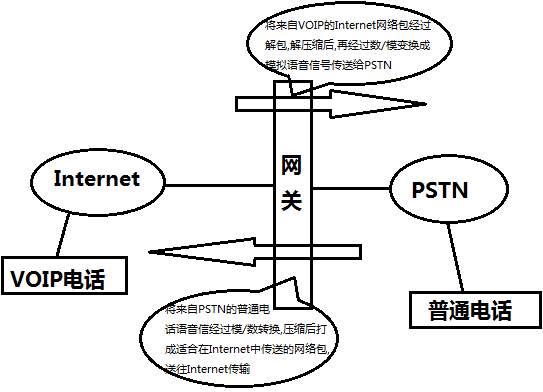 将来自VOIP的Internet网络包经过
解包,解压缩后,再经过数/模变换成
模拟语音信号传送给PSTN
网
关
Internet
PSTN
VOIP电话
普通电话
将来自PSTN的普通电
话语音信经过模/数转换,压缩后打
成适合在Internet中传送的网络包,
送往Internet传输